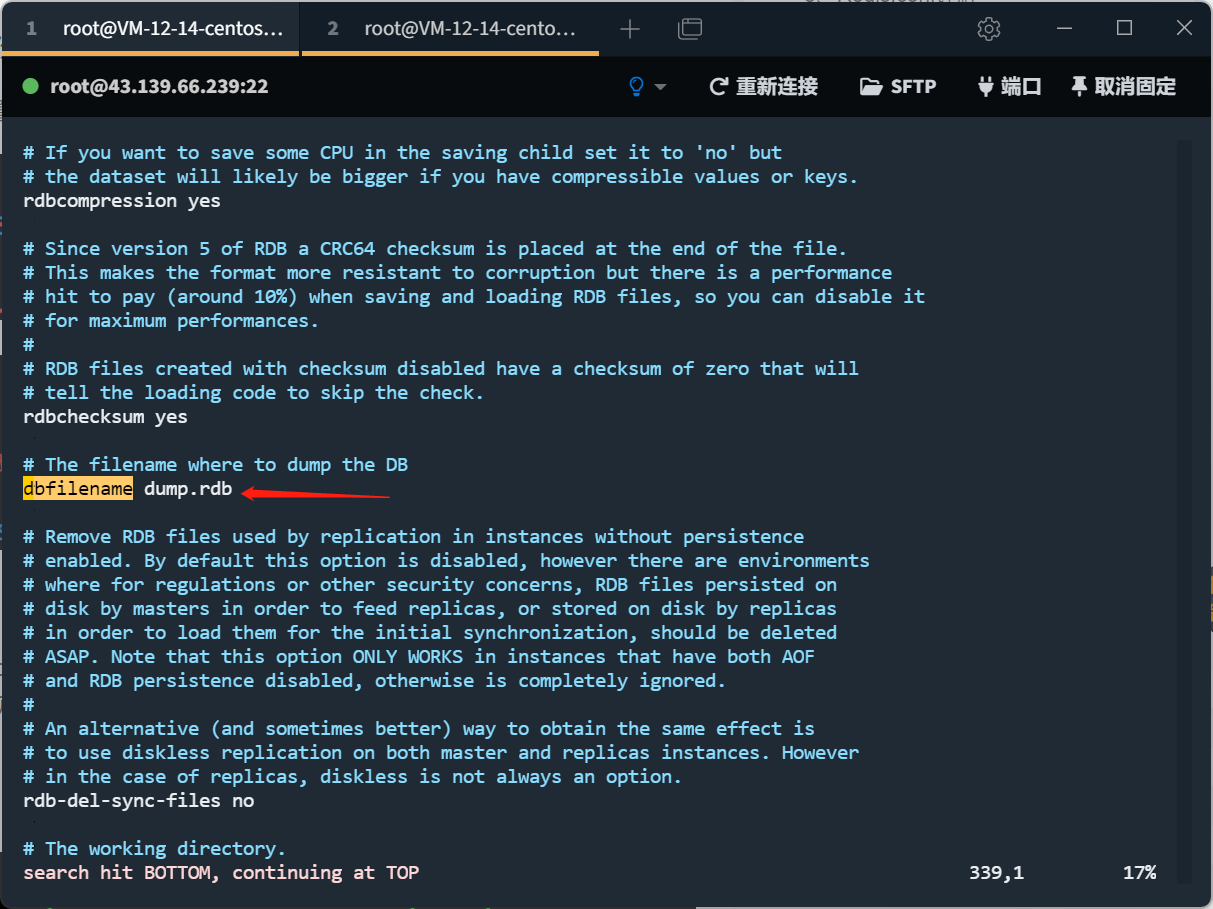 1 root@VM-12-14-centos...
2 root@VM-12-14-cento...
root@43.139.66.239:22
重新连接
SFTP
端口
取消固定
# If you want to save some CPU in the saving child set it to 'no' but
# the dataset will likely be bigger if you have compressible values or keys.
rdbcompression yes
# Since version 5 of RDB a CRC64 checksum is placed at the end of the file.
# This makes the format more resistant to corruption but there is a performance
# hit to pay (around 10%) when saving and loading RDB files, so you can disable it
# for maximum performances.
#
# RDB files created with checksum disabled have a checksum of zero that will
# tell the loading code to skip the check.
rdbchecksum yes
# The filename where to dump the DB
dbfilename dump.rdb
# Remove RDB files used by replication in instances without persistence
# enabled. By default this option is disabled, however there are environments
# where for regulations or other security concerns, RDB files persisted on
# disk by masters in order to feed replicas, or stored on disk by replicas
# in order to load them for the initial synchronization, should be deleted
# ASAP. Note that this option ONLY WORKS in instances that have both AOF
# and RDB persistence disabled, otherwise is completely ignored.
#
# An alternative (and sometimes better) way to obtain the same effect is
# to use diskless replication on both master and replicas instances. However
# in the case of replicas, diskless is not always an option.
rdb-del-sync-files no
# The working directory.
search hit BOTTOM, continuing at TOP 339,1 17%